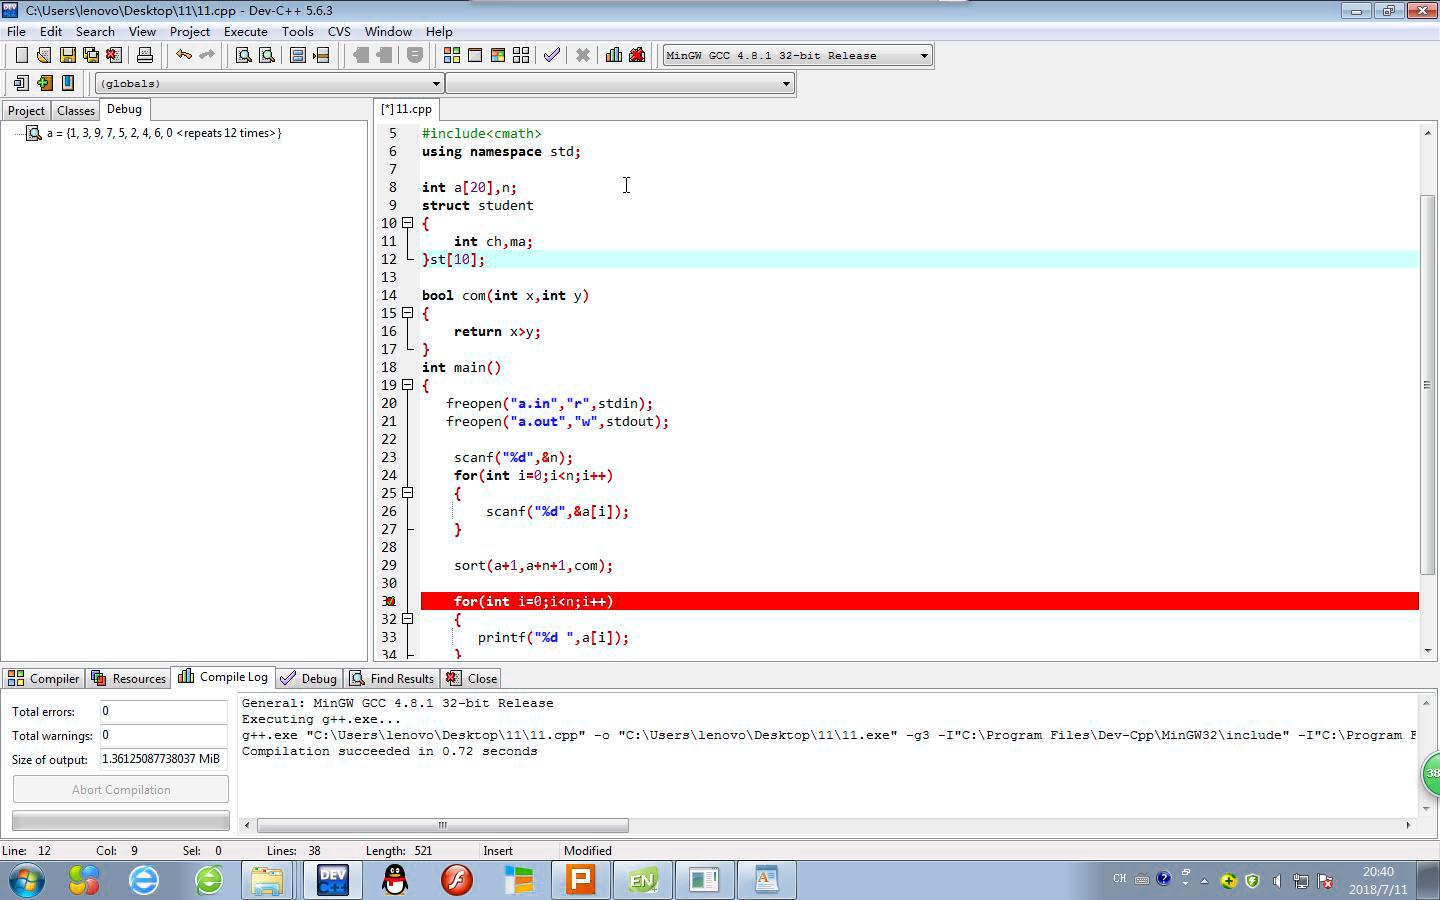 C:\Users\lenovo\Desktop\11\11.cpp - Dev-C++ 5.6.3
File Edit Search View Project Execute Tools CVS Window Help
MinGW GCC 4.8.1 32-bit Release
(globals)
Project Classes Debug
[*] 11.cpp
a = {1, 3, 9, 7, 5, 2, 4, 6, 0 <repeats 12 times>}
5 #include<cmath>
6 using namespace std;
7
8 int a[20],n;
9 struct student
10 {
11 int ch,ma;
12 }st[10];
13
14 bool com(int x,int y)
15 {
16 return x>y;
17 }
18 int main()
19 {
20 freopen("a.in","r",stdin);
21 freopen("a.out","w",stdout);
22
23 scanf("%d",&n);
24 for(int i=0;i<n;i++)
25 {
26 scanf("%d",&a[i]);
27 }
28
29 sort(a+1,a+n+1,com);
30
for(int i=0;i<n;i++)
32 {
33 printf("%d ",a[i]);
34 }
Compiler Resources Compile Log Debug Find Results Close
Total errors: 0
Total warnings: 0
Size of output: 1.36125087738037 MiB
Abort Compilation
General: MinGW GCC 4.8.1 32-bit Release
Executing g++.exe...
g++.exe "C:\Users\lenovo\Desktop\11\11.cpp" -o "C:\Users\lenovo\Desktop\11\11.exe" -g3 -I"C:\Program Files\Dev-Cpp\MinGW32\include" -I"C:\Program F
Compilation succeeded in 0.72 seconds
38
Line: 12 Col: 9 Sel: 0 Lines: 38 Length: 521 Insert Modified
DEV C++
P
EN
CH
20:40
2018/7/11